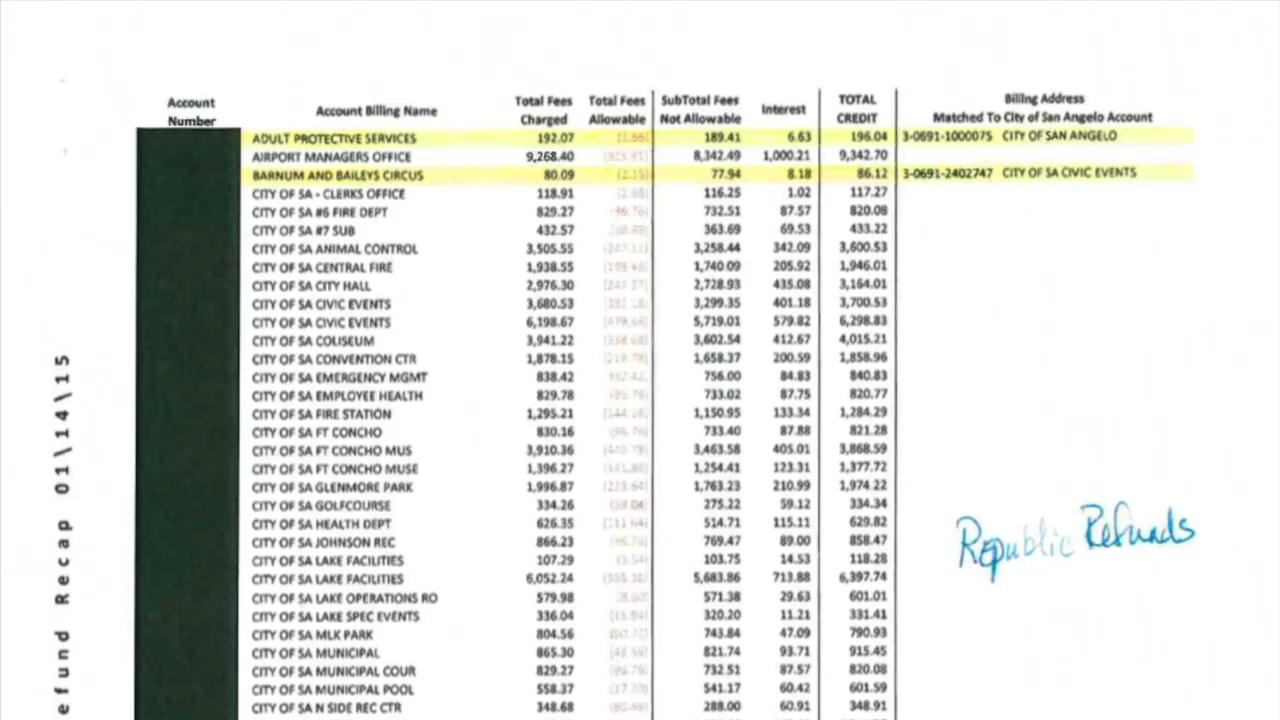 Account Number Account Billing Name Total Fees Charged Total Fees Allowable SubTotal Fees Not Allowable Interest TOTAL CREDIT Billing Address Matched To City of San Angelo Account
ADULT PROTECTIVE SERVICES 192.07 189.41 6.63 196.04 3-0691-1000075 CITY OF SAN ANGELO
AIRPORT MANAGERS OFFICE 9,268.40 8,342.49 1,000.21 9,342.70
BARNUM AND BAILEYS CIRCUS 80.09 77.94 8.18 86.12 3-0691-2402747 CITY OF SA CIVIC EVENTS
CITY OF SA - CLERKS OFFICE 118.91 116.25 1.02 117.27
CITY OF SA #6 FIRE DEPT 829.27 732.51 87.57 820.08
CITY OF SA #7 SUB 432.57 363.69 69.53 433.22
CITY OF SA ANIMAL CONTROL 3,505.55 3,258.44 342.09 3,600.53
CITY OF SA CENTRAL FIRE 1,938.55 1,740.09 205.92 1,946.01
CITY OF SA CITY HALL 2,976.30 2,728.93 435.08 3,164.01
CITY OF SA CIVIC EVENTS 3,680.53 3,299.35 401.18 3,700.53
CITY OF SA CIVIC EVENTS 6,198.67 5,719.01 579.82 6,298.83
CITY OF SA COLISEUM 3,941.22 3,602.54 412.67 4,015.21
CITY OF SA CONVENTION CTR 1,878.15 1,658.37 200.59 1,858.96
CITY OF SA EMERGENCY MGMT 838.42 756.00 84.83 840.83
CITY OF SA EMPLOYEE HEALTH 829.78 733.02 87.75 820.77
CITY OF SA FIRE STATION 1,295.21 1,150.95 133.34 1,284.29
CITY OF SA FT CONCHO 830.16 733.40 87.88 821.28
CITY OF SA FT CONCHO MUS 3,910.36 3,463.58 405.01 3,868.59
CITY OF SA FT CONCHO MUSE 1,396.27 1,254.41 123.31 1,377.72
CITY OF SA GLENMORE PARK 1,996.87 1,763.23 210.99 1,974.22
CITY OF SA GOLFCOURSE 334.26 275.22 59.12 334.34
CITY OF SA HEALTH DEPT 626.35 514.71 115.11 629.82
CITY OF SA JOHNSON REC 866.23 769.47 89.00 858.47
CITY OF SA LAKE FACILITIES 107.29 103.75 14.53 118.28
CITY OF SA LAKE FACILITIES 6,052.24 5,683.86 713.88 6,397.74
CITY OF SA LAKE OPERATIONS RO 579.98 571.38 29.63 601.01
CITY OF SA LAKE SPEC EVENTS 336.04 320.20 11.21 331.41
CITY OF SA MLK PARK 804.56 743.84 47.09 790.93
CITY OF SA MUNICIPAL 865.30 821.74 93.71 915.45
CITY OF SA MUNICIPAL COUR 829.27 732.51 87.57 820.08
CITY OF SA MUNICIPAL POOL 558.37 541.17 60.42 601.59
CITY OF SA N SIDE REC CTR 348.68 288.00 60.91 348.91
Republic Refunds
efund Recap 01\14\15